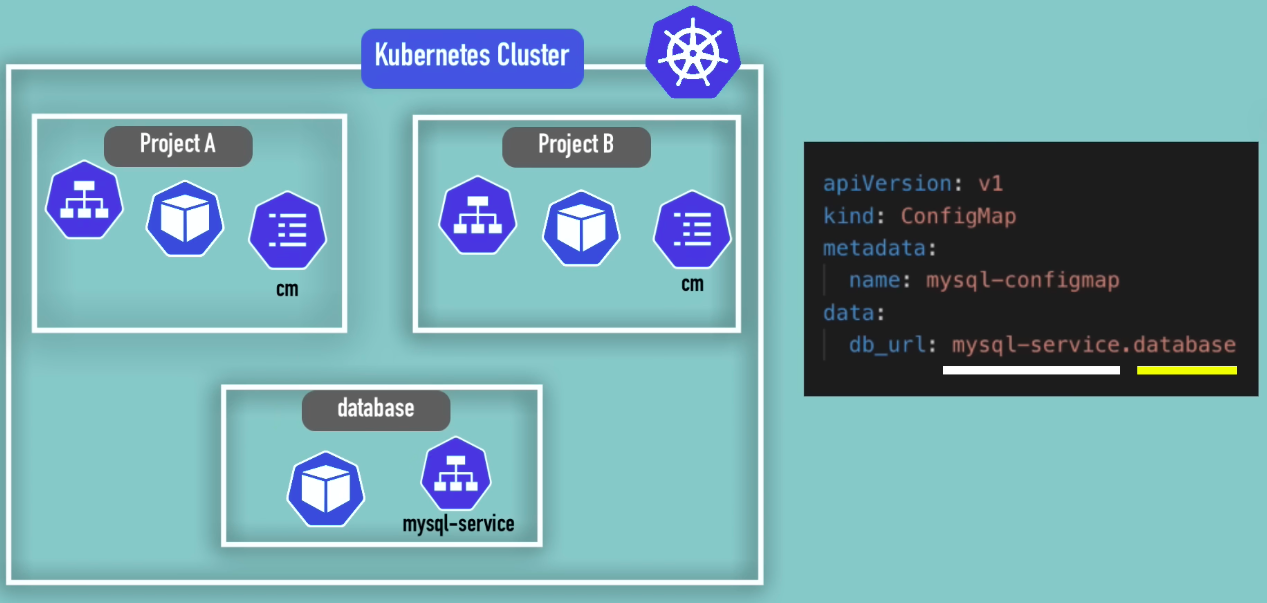 Kubernetes Cluster
Project A
cm
Project B
cm
database
mysql-service
apiVersion: v1
kind: ConfigMap
metadata:
  name: mysql-configmap
data:
  db_url: mysql-service.database